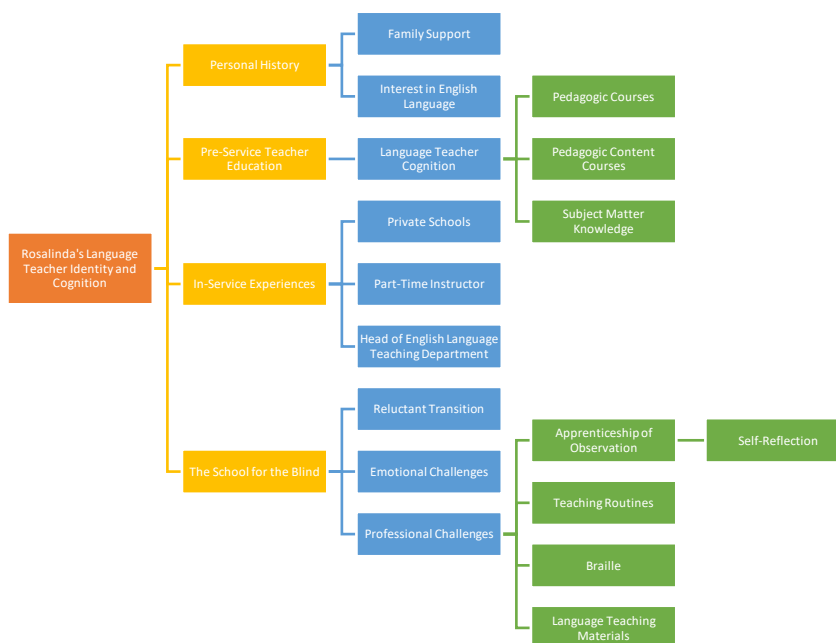 Rosalinda's Language
Teacher Identity and
Cognition
Personal History
Family Support
Interest in English
Language
Pre-Service Teacher
Education
Language Teacher
Cognition
Pedagogic Courses
Pedagogic Content
Courses
Subject Matter
Knowledge
In-Service Experiences
Private Schools
Part-Time Instructor
Head of English Language
Teaching Department
The School for the Blind
Reluctant Transition
Emotional Challenges
Professional Challenges
Apprenticeship of
Observation
Self-Reflection
Teaching Routines
Braille
Language Teaching
Materials